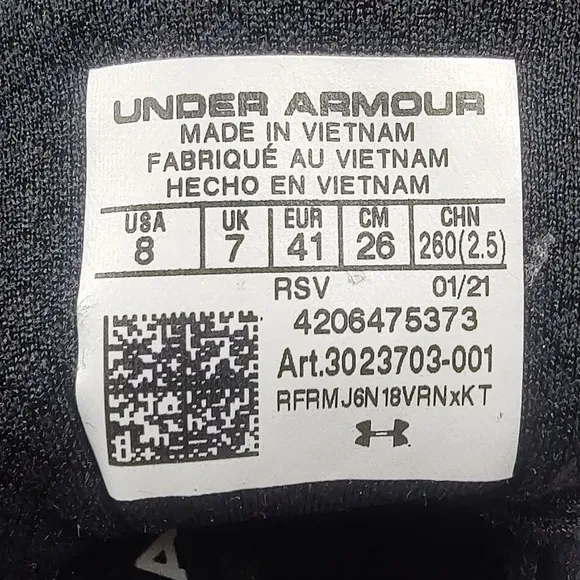 UNDER ARMOUR
MADE IN VIETNAM
FABRIQUÉ AU VIETNAM
HECHO EN VIETNAM
USA UK EUR CM CHN
8 7 41 26 260(2.5)
RSV 01/21
4206475373
Art.3023703-001
RFRMJ6N18VRNxKT